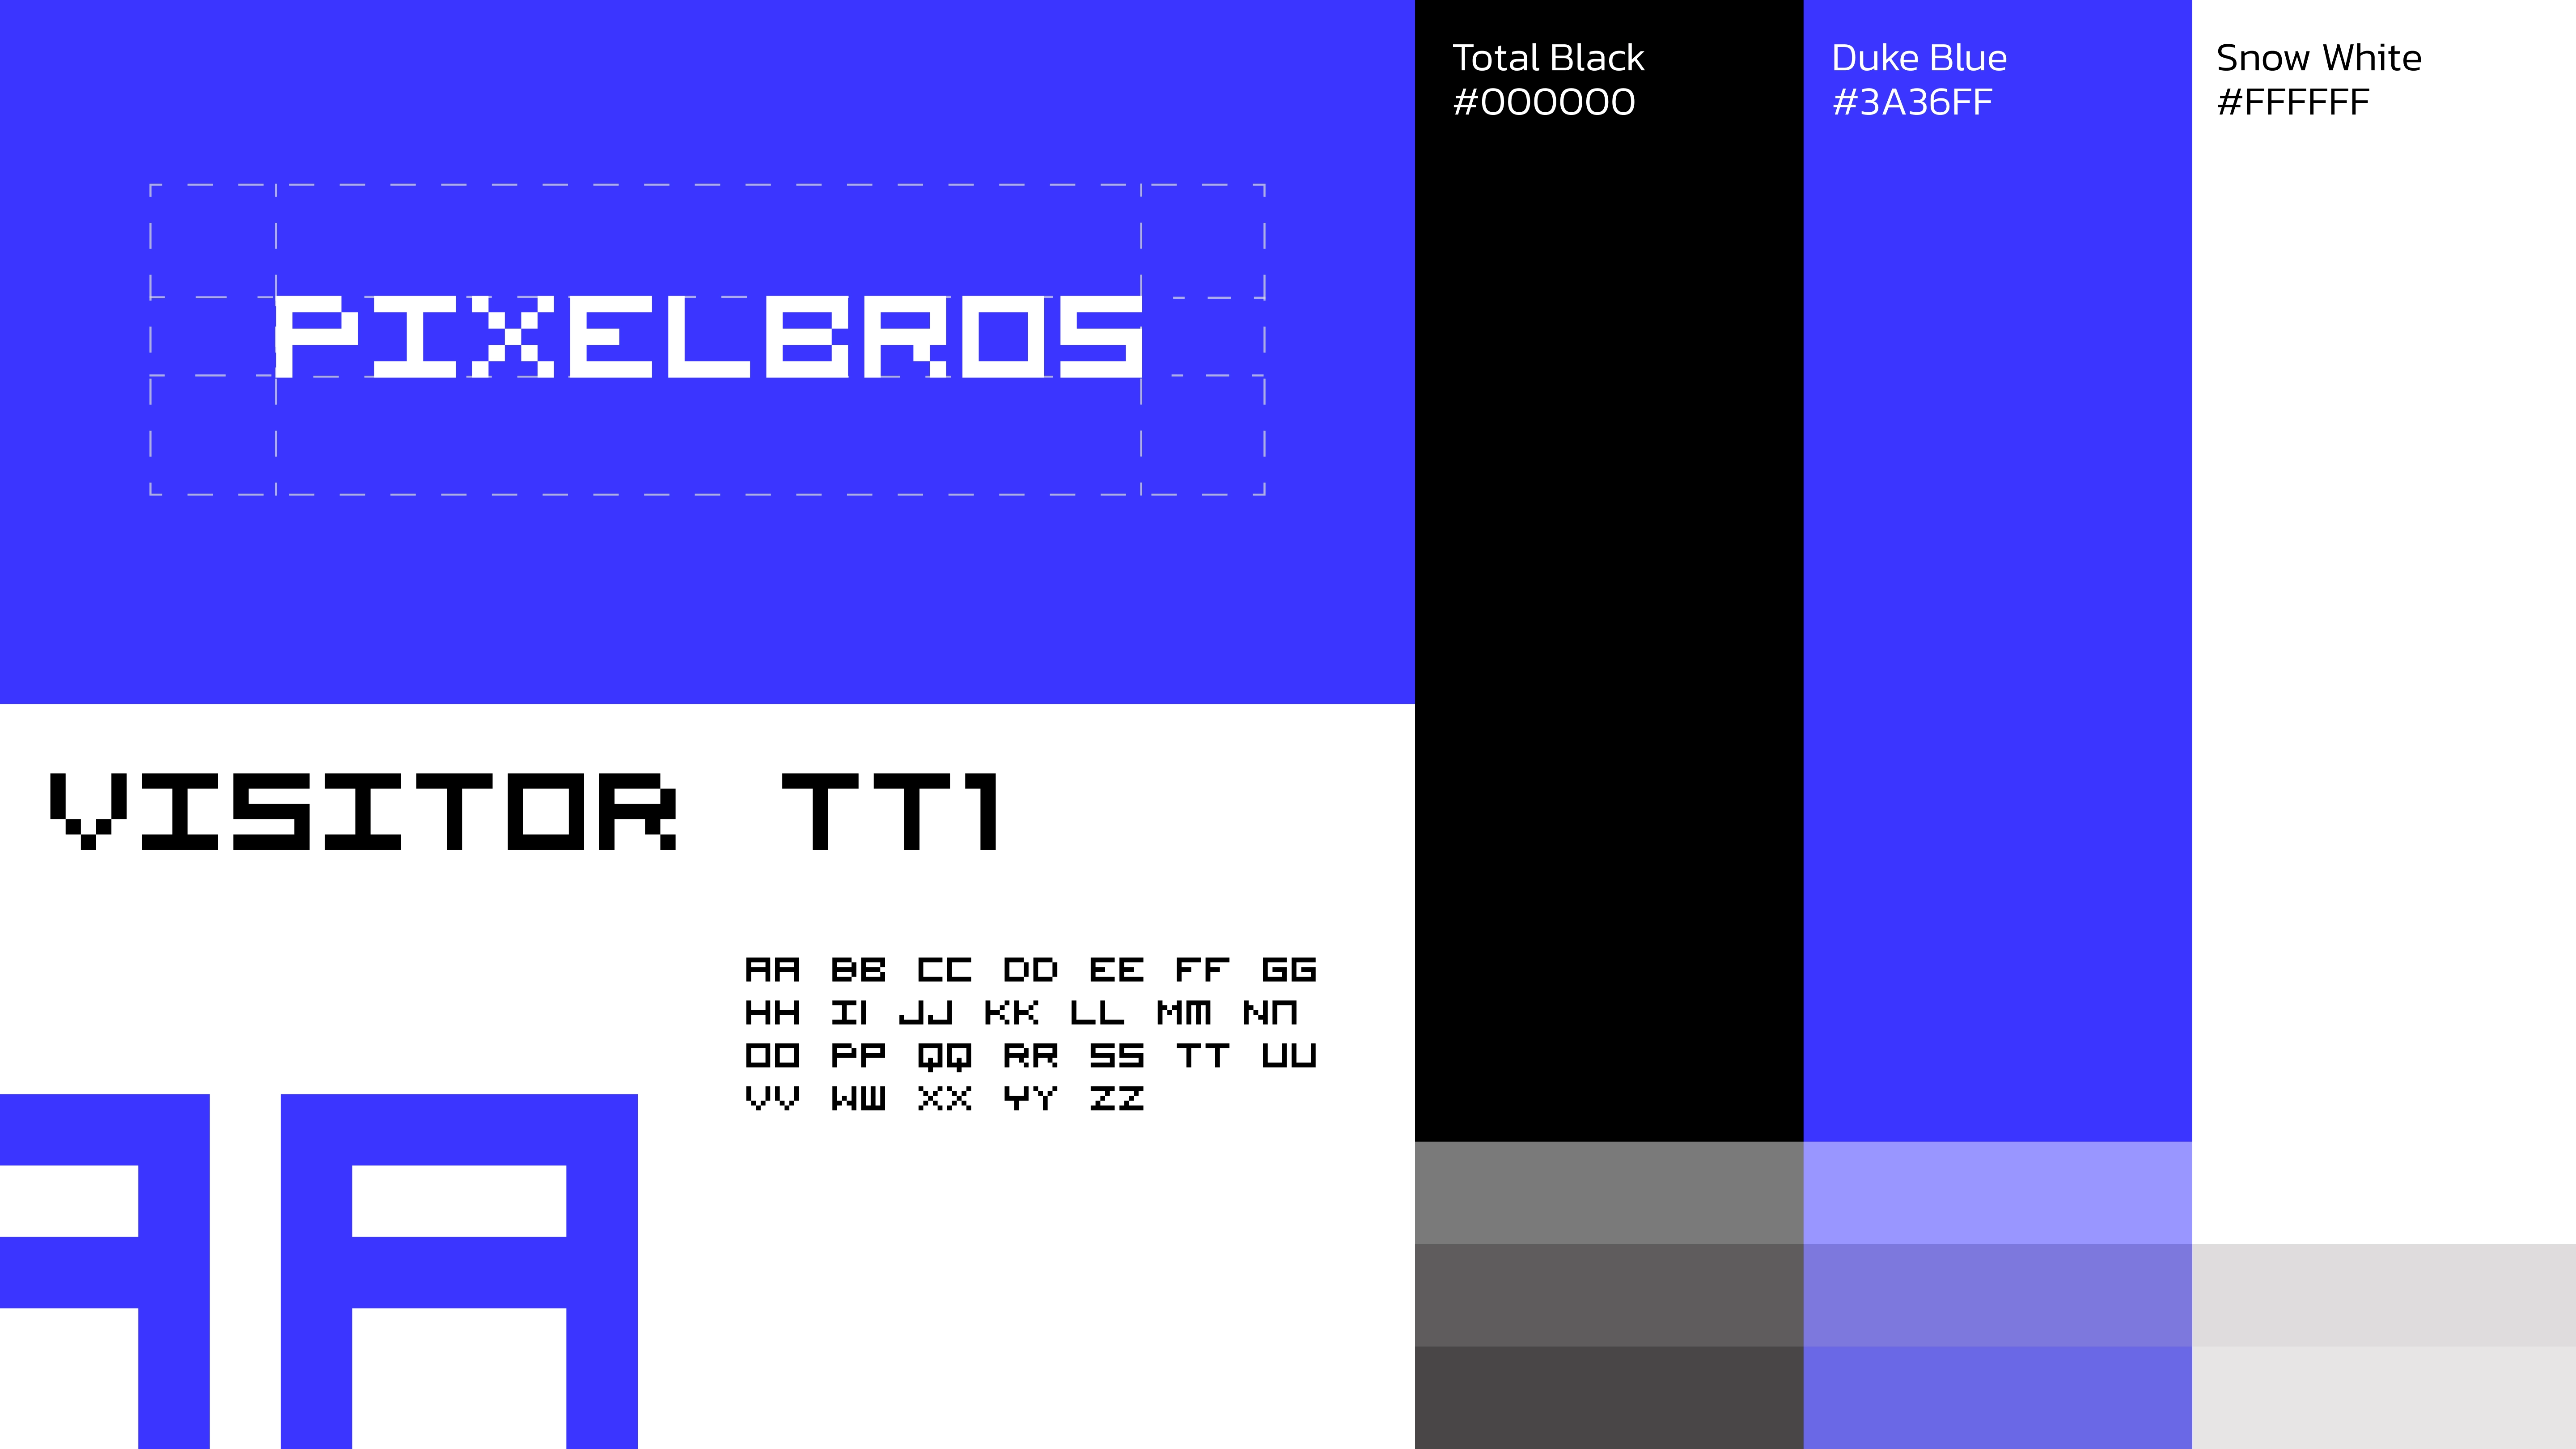 PIXELBROS
VISITOR TT1
AA BB CC DD EE FF GG
HH II JJ KK LL MM NN
OO PP QQ RR SS TT UU
VV WW XX YY ZZ
AA
Total Black
#000000
Duke Blue
#3A36FF
Snow White
#FFFFFF